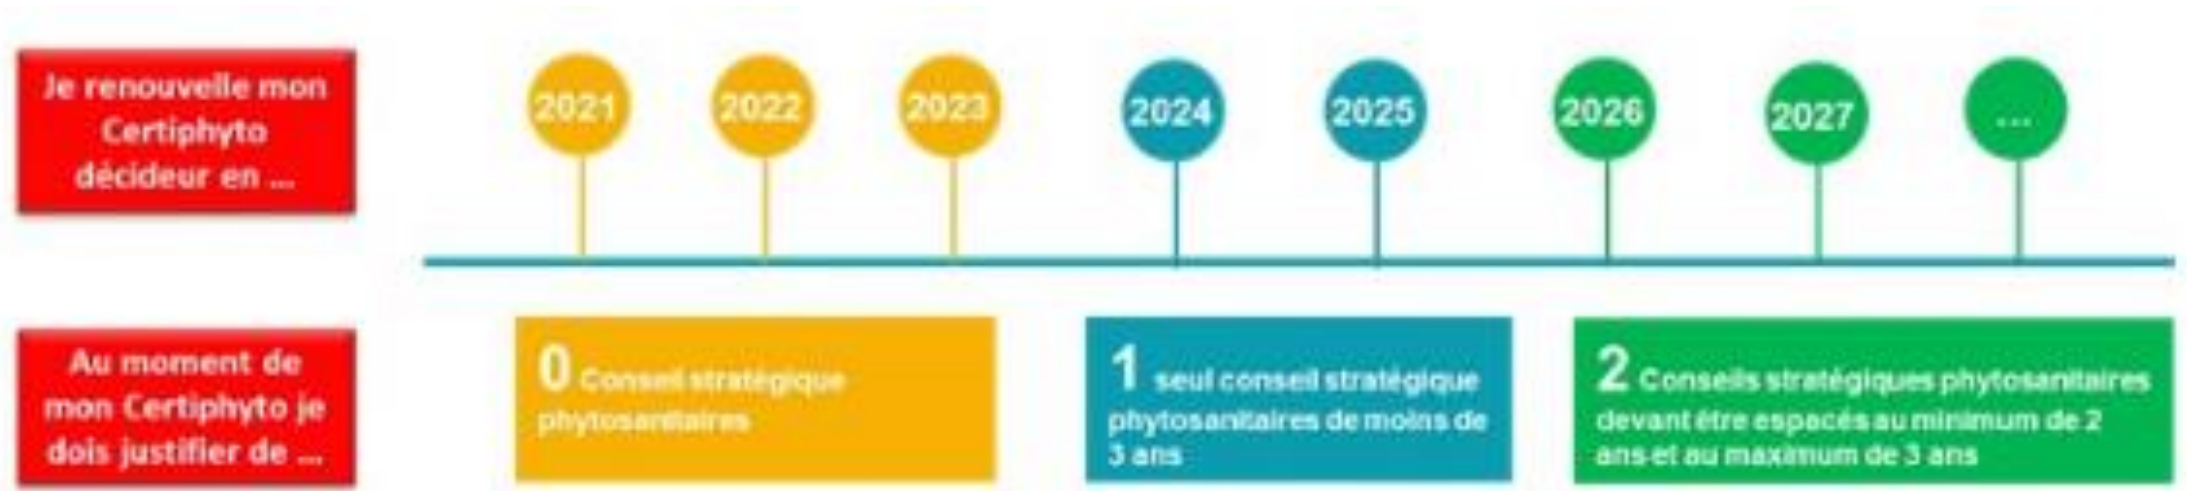 Je renouvelle mon
Certiphyto
décideur en ...
2021
2022
2023
2024
2025
2026
2027
...
Au moment de
mon Certiphyto je
dois justifier de ...
0 Conseil stratégique
phytosanitaires
1 seul conseil stratégique
phytosanitaires de moins de
3 ans
2 Conseils stratégiques phytosanitaires
devant être espacés au minimum de 2
ans et au maximum de 3 ans